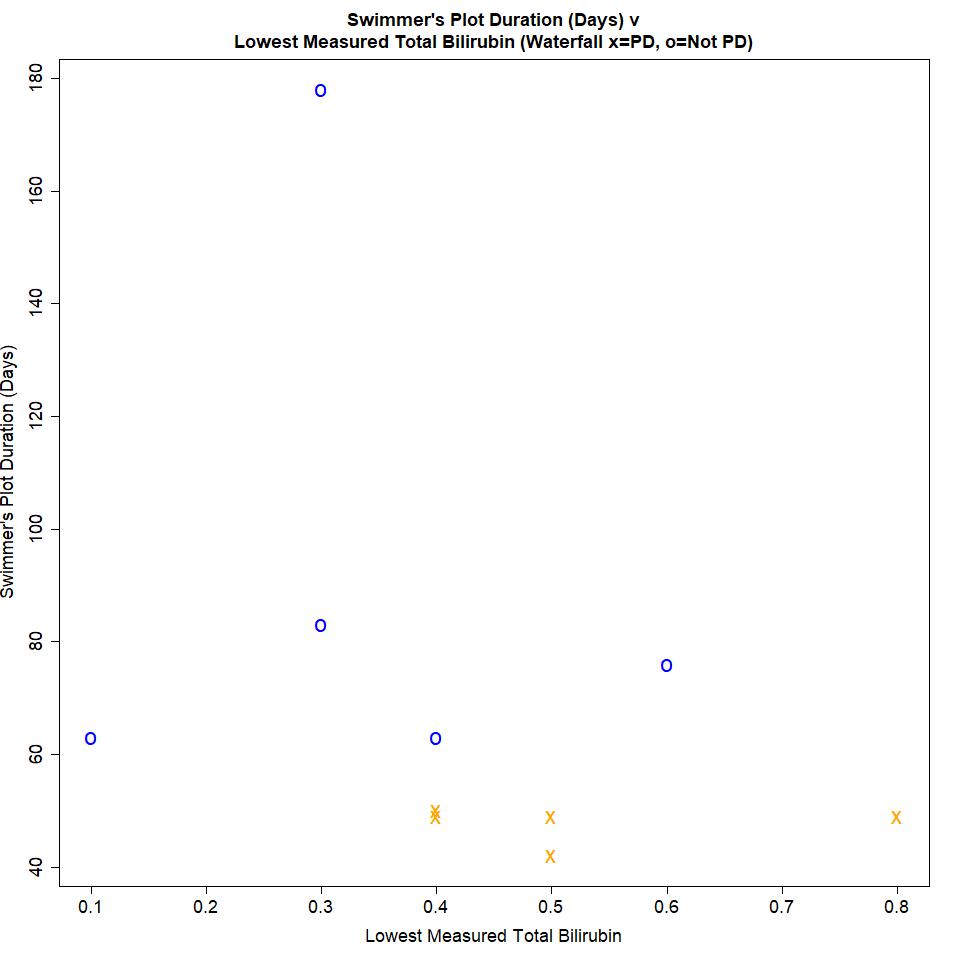 Swimmer's Plot Duration (Days) v
Lowest Measured Total Bilirubin (Waterfall x=PD, o=Not PD)
Swimmer's Plot Duration (Days)
180
160
140
120
100
80
60
40
O
O
O
O
O
X
X
X
X
X
0.1 0.2 0.3 0.4 0.5 0.6 0.7 0.8
Lowest Measured Total Bilirubin